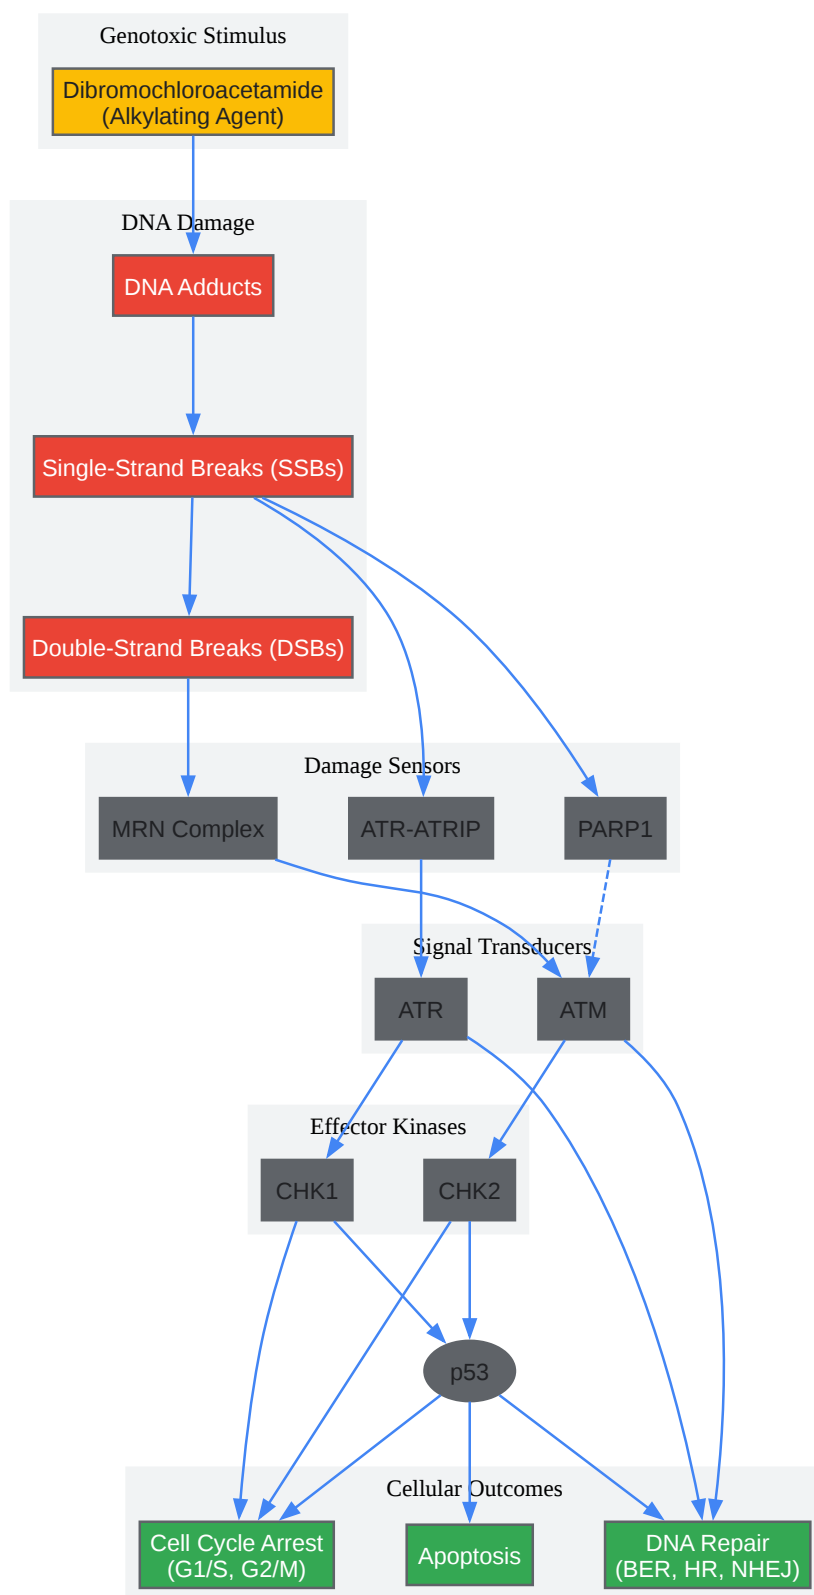 Genotoxic Stimulus
Dibromochloroacetamide
(Alkylating Agent)
DNA Damage
DNA Adducts
Single-Strand Breaks (SSBs)
Double-Strand Breaks (DSBs)
Damage Sensors
MRN Complex
ATR-ATRIP
PARP1
Signal Transducers
ATR
ATM
Effector Kinases
CHK1
CHK2
p53
Cellular Outcomes
Cell Cycle Arrest
(G1/S, G2/M)
Apoptosis
DNA Repair
(BER, HR, NHEJ)